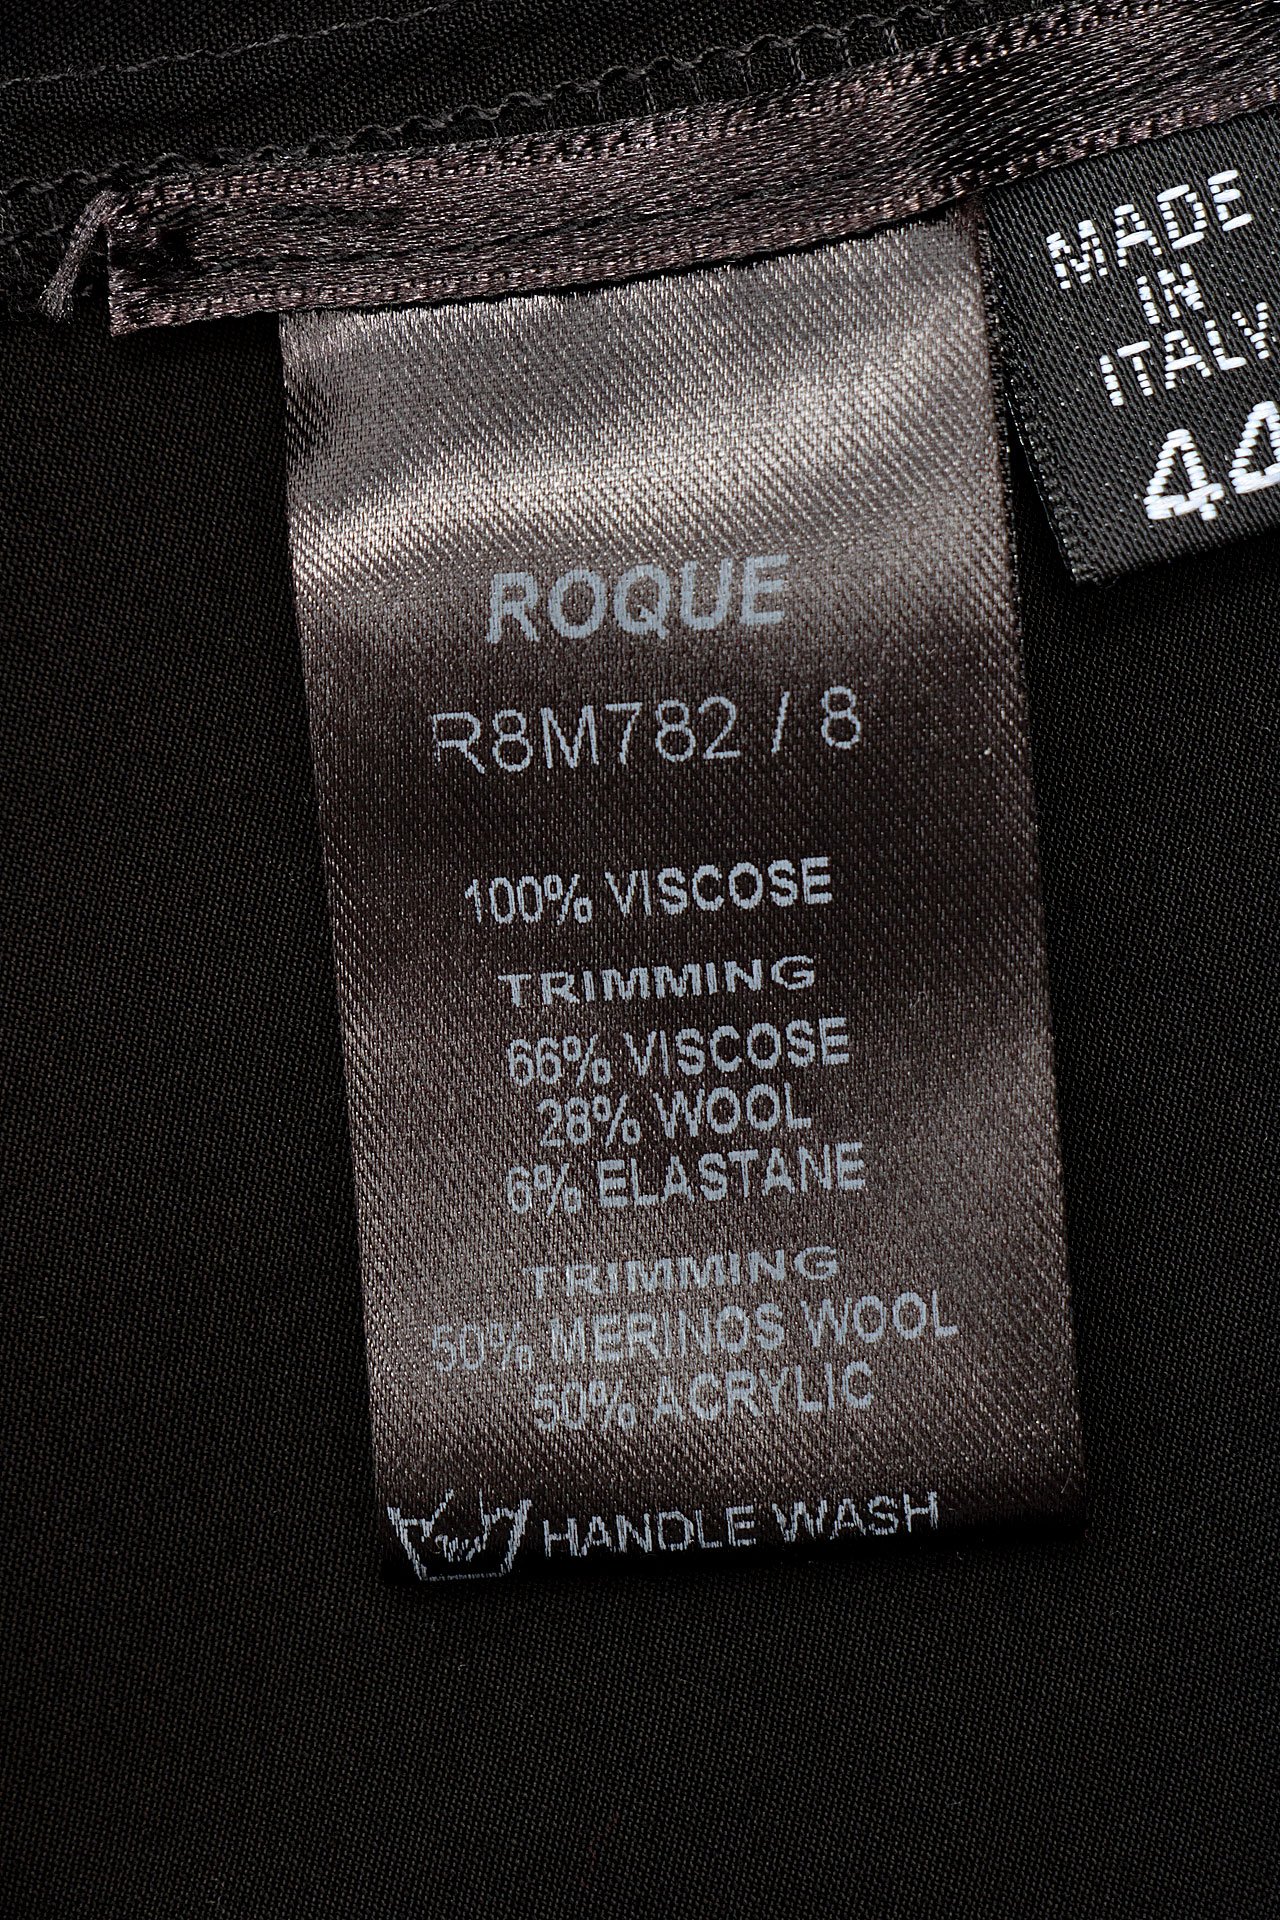 MADE
IN
ITALY
44
ROQUE
R8M782 / 8
100% VISCOSE
TRIMMING
66% VISCOSE
28% WOOL
6% ELASTANE
TRIMMING
50% MERINOS WOOL
50% ACRYLIC
HANDLE WASH